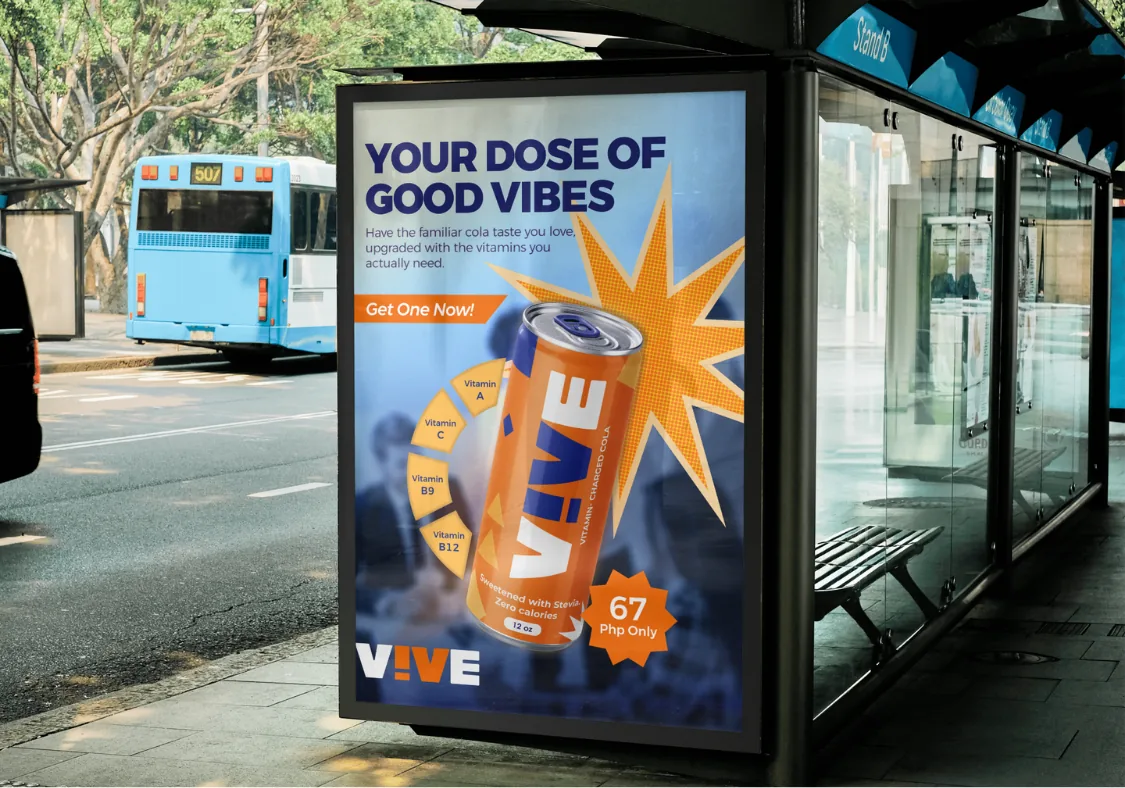 507
Stand B
YOUR DOSE OF
GOOD VIBES
Have the familiar cola taste you love,
upgraded with the vitamins you
actually need.
Get One Now!
Vitamin
A
Vitamin
C
Vitamin
B9
Vitamin
B12
V!VE
VITAMIN- CHARGED COLA
Sweetened with Stevia.
Zero calories
12 oz
67
Php Only
V!VE